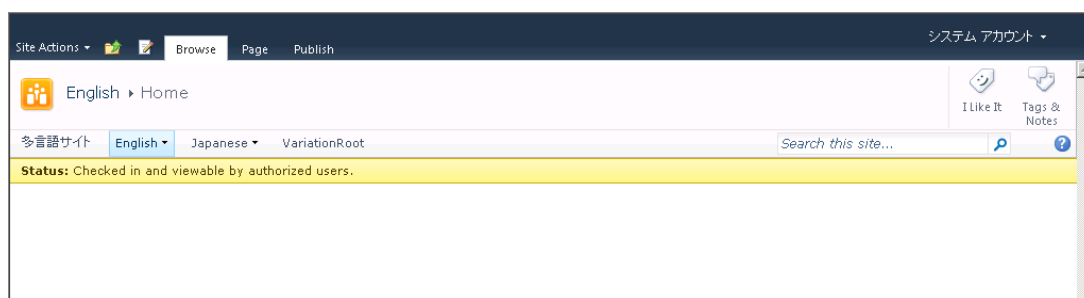 システム アカウント
Site Actions Browse Page Publish
English ▸ Home
I Like It Tags & Notes
多言語サイト English Japanese VariationRoot Search this site...
Status: Checked in and viewable by authorized users.